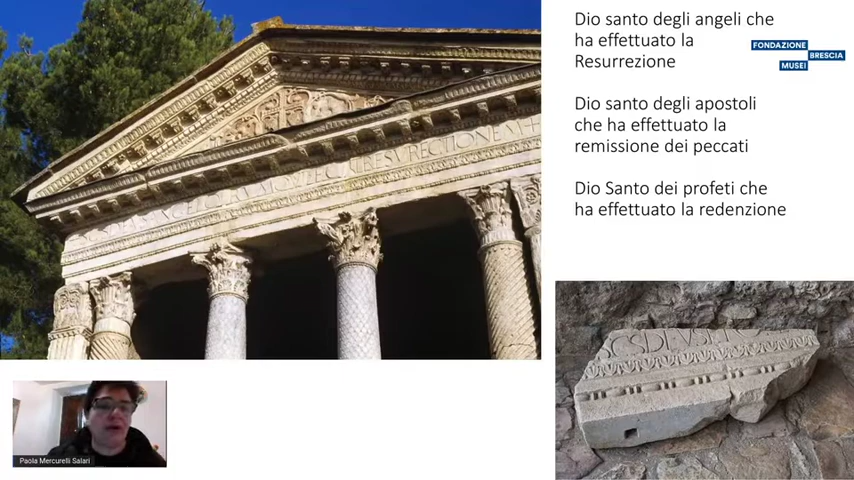 Dio santo degli angeli che
ha effettuato la
Resurrezione
Dio santo degli apostoli
che ha effettuato la
remissione dei peccati
Dio Santo dei profeti che
ha effettuato la redenzione
FONDAZIONE
BRESCIA
MUSEI
SCSDEVS
Paola Mercurelli Salari